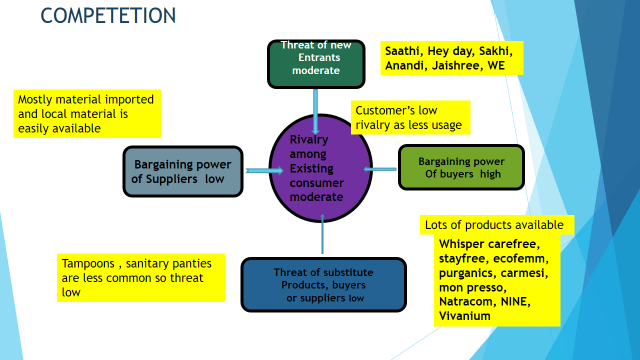 COMPETETION
Threat of new
Entrants
moderate
Saathi, Hey day, Sakhi,
Anandi, Jaishree, WE
Mostly material imported
and local material is
easily available
Customer's low
rivalry as less usage
Rivalry
among
Existing
consumer
moderate
Bargaining power
of Suppliers low
Bargaining power
Of buyers high
Lots of products available
Whisper carefree,
stayfree, ecofemm,
purganics, carmesi,
mon presso,
Natracom, NINE,
Vivanium
Tampoons , sanitary panties
are less common so threat
low
Threat of substitute
Products, buyers
or suppliers low